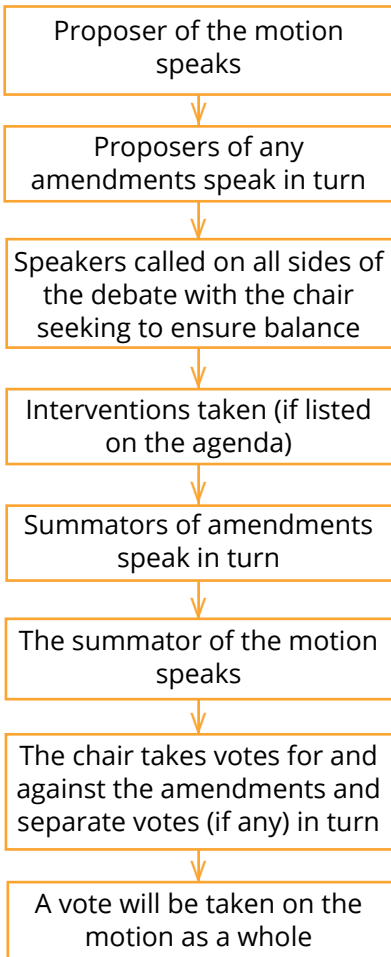 Proposer of the motion
speaks
Proposers of any
amendments speak in turn
Speakers called on all sides of
the debate with the chair
seeking to ensure balance
Interventions taken (if listed
on the agenda)
Summators of amendments
speak in turn
The summator of the motion
speaks
The chair takes votes for and
against the amendments and
separate votes (if any) in turn
A vote will be taken on the
motion as a whole